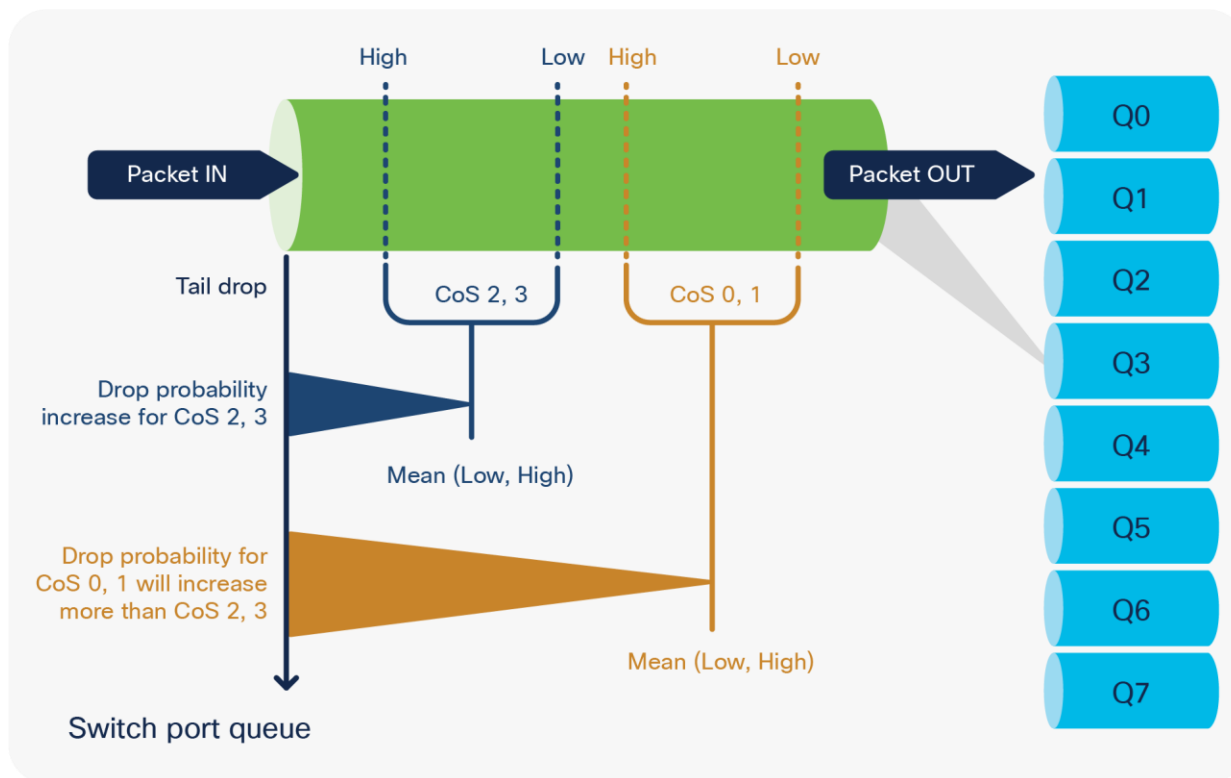 High
Low
High
Low
Packet IN
Packet OUT
Q0
Q1
Q2
Q3
Q4
Q5
Q6
Q7
Tail drop
CoS 2, 3
CoS 0, 1
Drop probability
increase for CoS 2, 3
Mean (Low, High)
Drop probability for
CoS 0, 1 will increase
more than CoS 2, 3
Mean (Low, High)
Switch port queue